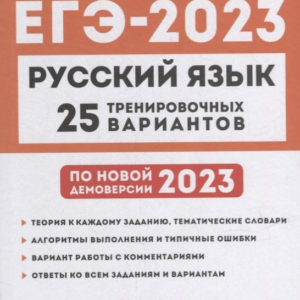 ЕГЭ-2023
РУССКИЙ ЯЗЫК
25 ТРЕНИРОВОЧНЫХ
ВАРИАНТОВ
ПО НОВОЙ
ДЕМОВЕРСИИ 2023
• ТЕОРИЯ К КАЖДОМУ ЗАДАНИЮ, ТЕМАТИЧЕСКИЕ СЛОВАРИ
• АЛГОРИТМЫ ВЫПОЛНЕНИЯ И ТИПИЧНЫЕ ОШИБКИ
• ВАРИАНТ РАБОТЫ С КОММЕНТАРИЯМИ
• ОТВЕТЫ КО ВСЕМ ЗАДАНИЯМ И ВАРИАНТАМ